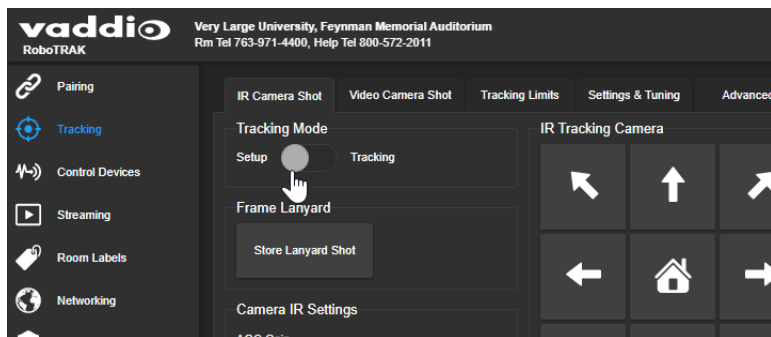 vaddio
RoboTRAK
Very Large University, Feynman Memorial Auditorium
Rm Tel 763-971-4400, Help Tel 800-572-2011
Pairing
Tracking
Control Devices
Streaming
Room Labels
Networking
IR Camera Shot
Video Camera Shot
Tracking Limits
Settings & Tuning
Advanced
Tracking Mode
Setup
Tracking
Frame Lanyard
Store Lanyard Shot
Camera IR Settings
IR Tracking Camera